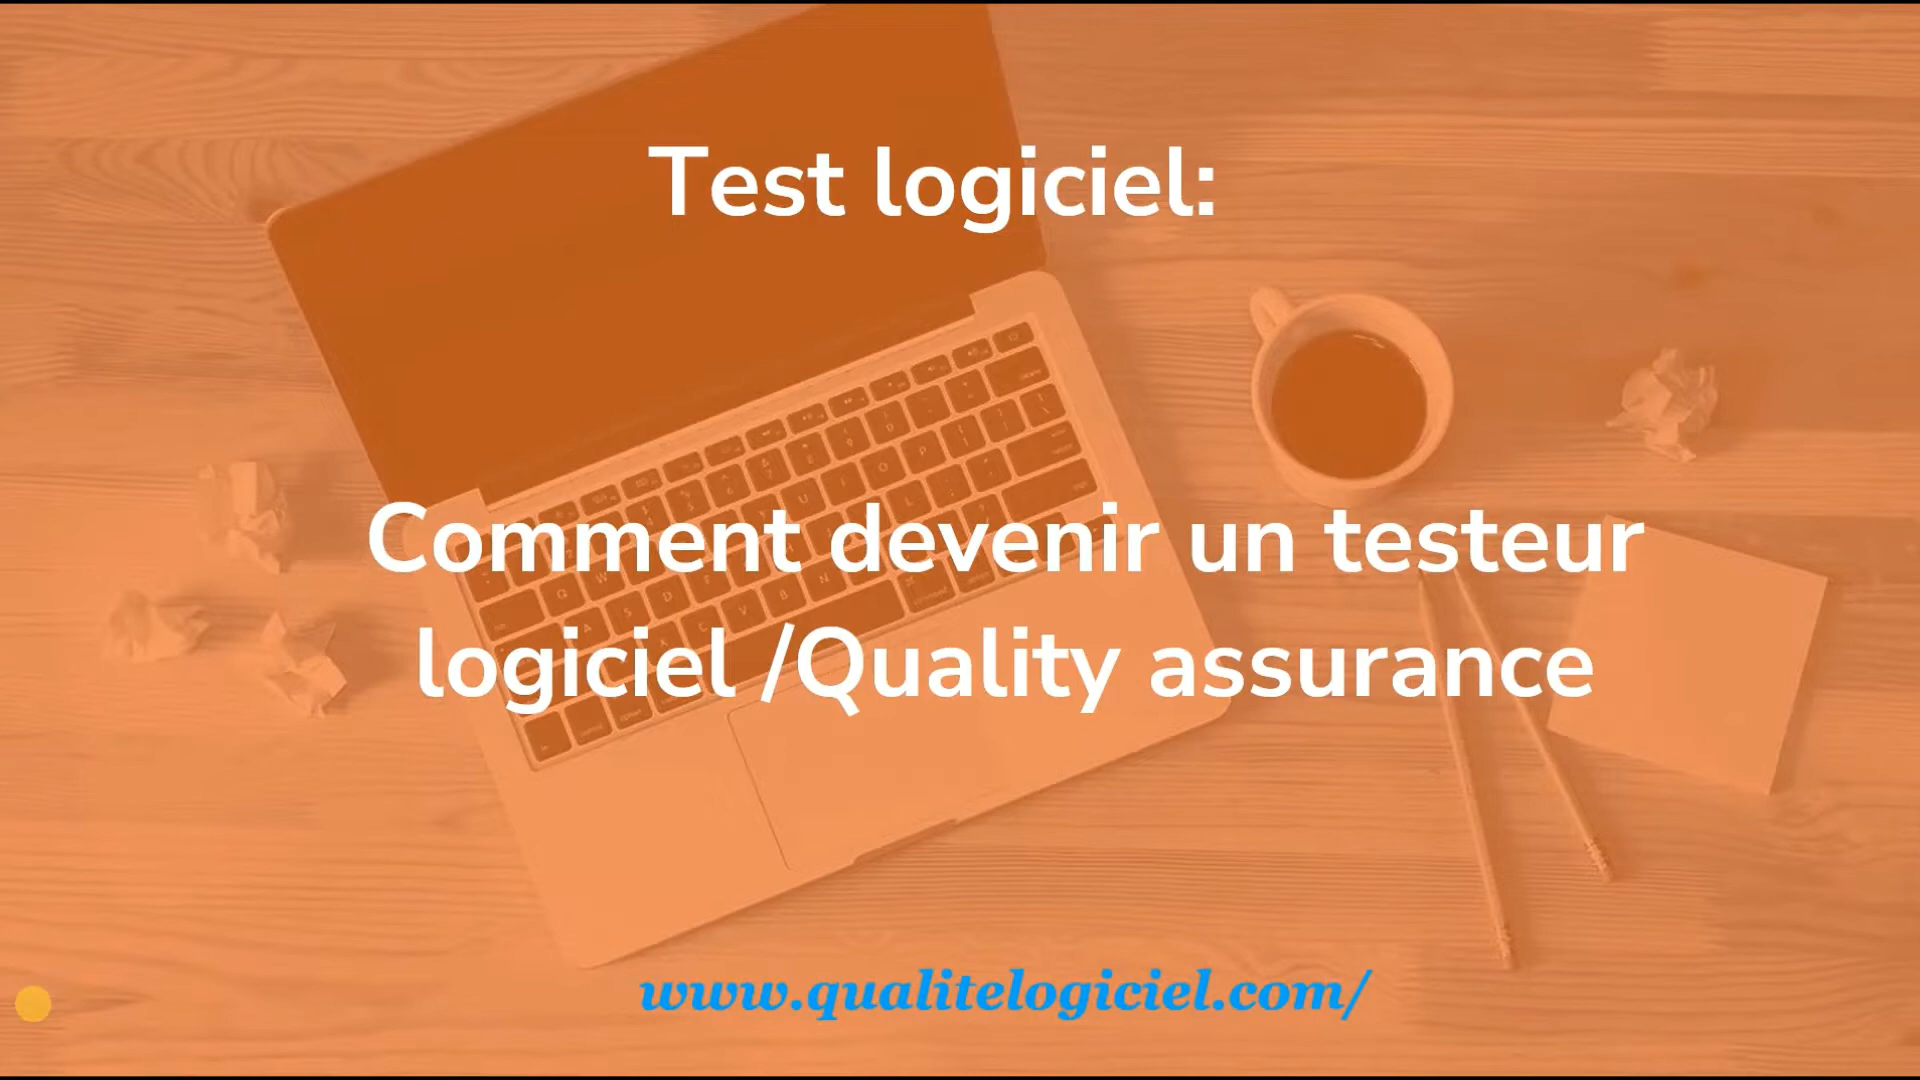 Test logiciel:
Comment devenir un testeur
logiciel /Quality assurance
www.qualitelogiciel.com/